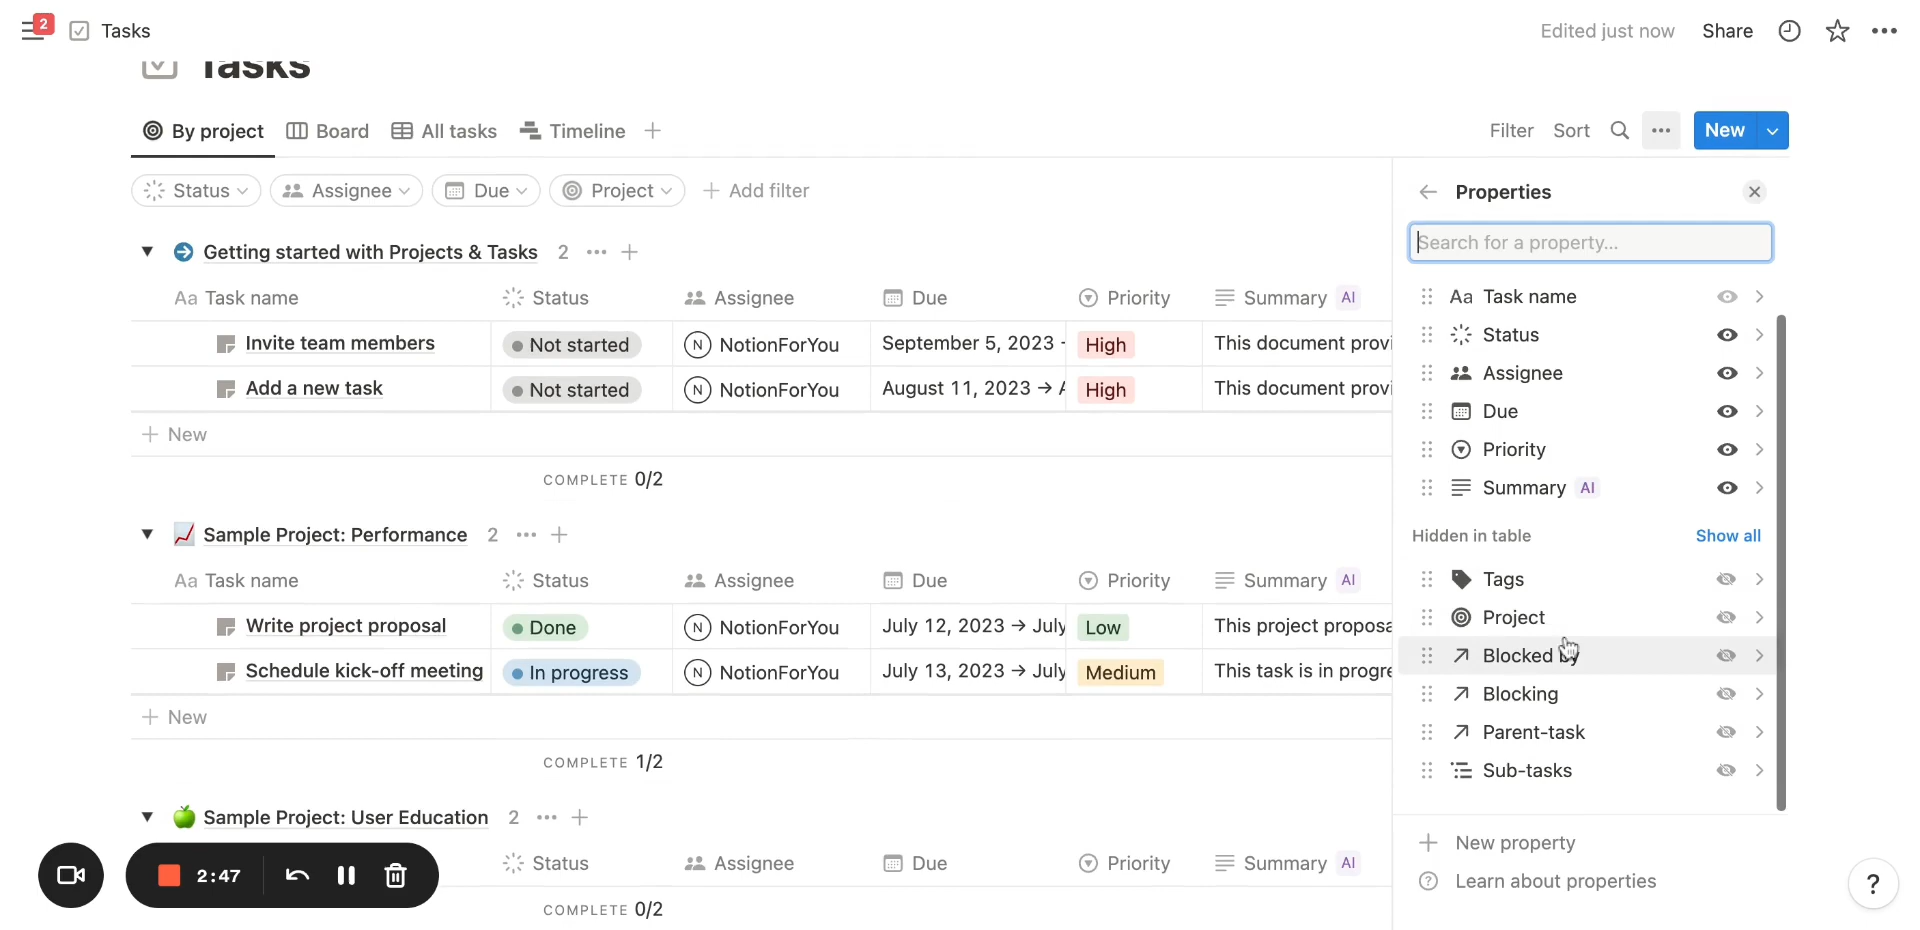 2
Tasks
Edited just now
Share
Tasks
By project
Board
All tasks
Timeline
Filter
Sort
New
Status
Assignee
Due
Project
Add filter
Properties
Search for a property...
Getting started with Projects & Tasks 2
Aa Task name
Status
Assignee
Due
Priority
Summary AI
Invite team members
Not started
N NotionForYou
September 5, 2023
High
This document provi
Add a new task
Not started
N NotionForYou
August 11, 2023 → A
High
This document provi
New
COMPLETE 0/2
Sample Project: Performance 2
Aa Task name
Status
Assignee
Due
Priority
Summary AI
Write project proposal
Done
N NotionForYou
July 12, 2023 → July
Low
This project proposa
Schedule kick-off meeting
In progress
N NotionForYou
July 13, 2023 → July
Medium
This task is in progre
New
COMPLETE 1/2
Sample Project: User Education 2
Status
Assignee
Due
Priority
Summary AI
COMPLETE 0/2
2:47
Aa Task name
Status
Assignee
Due
Priority
Summary AI
Hidden in table
Show all
Tags
Project
Blocked by
Blocking
Parent-task
Sub-tasks
New property
? Learn about properties
?